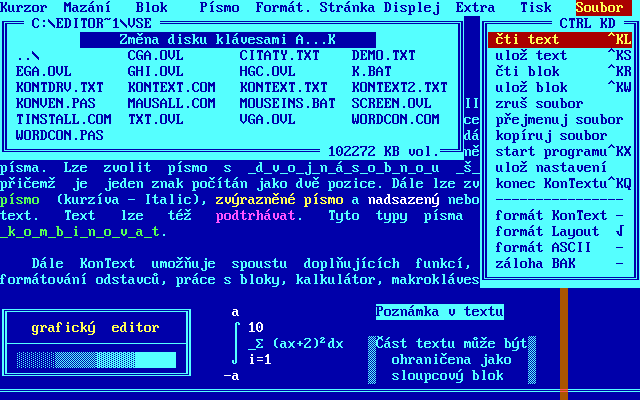 Kurzor Mazání Blok Písmo Formát. Stránka Displej Extra Tisk Soubor
C:\EDITOR~1\VSE
Změna disku klávesami A...K
..\ CGA.OVL CITATY.TXT DEMO.TXT
EGA.OVL GHI.OVL HGC.OVL K.BAT
KONTDRV.TXT KONTEXT.COM KONTEXT.TXT KONTEXT2.TXT
KONVEN.PAS MAUSALL.COM MOUSEINS.BAT SCREEN.OVL
TINSTALL.COM TXT.OVL VGA.OVL WORDCON.COM
WORDCON.PAS
102272 KB vol.
CTRL KD
čti text ^KL
ulož text ^KS
čti blok ^KR
ulož blok ^KW
zruš soubor
přejmenuj soubor
kopíruj soubor
start programu^KX
ulož nastavení
konec KonTextu^KQ
----------------
formát KonText -
formát Layout √
formát ASCII -
záloha BAK -
II
ce
dá
ně
písma. Lze zvolit písmo s _d_v_o_j_n_á_s_o_b_n_o_u _š_
přičemž je jeden znak počítán jako dvě pozice. Dále lze zv
písmo (kurzíva - Italic), zvýrazněné písmo a nadsazený nebo
text. Text lze též podtrhávat. Tyto typy písma
_k_o_m_b_i_n_o_v_a_t.
Dále KonText umožňuje spoustu doplňujících funkcí,
formátování odstavců, práce s bloky, kalkulátor, makrokláves
grafický editor
a
10
_Σ (ax+2)²dx
i=1
-a
Poznámka v textu
Část textu může být
ohraničena jako
sloupcový blok